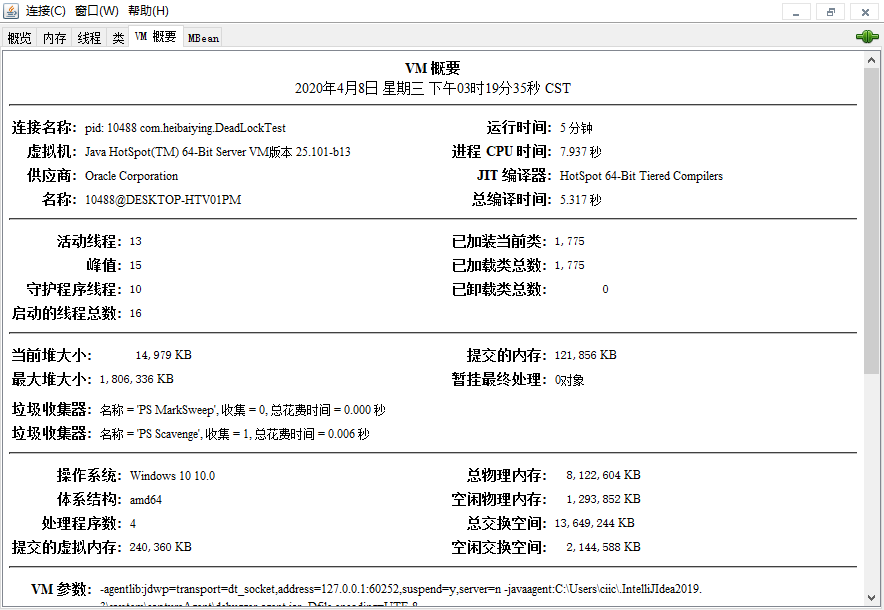 连接(C) 窗口(W) 帮助(H)
概览 内存 线程 类 VM 概要 MBean
VM 概要
2020年4月8日 星期三 下午03时19分35秒 CST
连接名称： pid: 10488 com.heibaiying.DeadLockTest 运行时间： 5 分钟
虚拟机： Java HotSpot(TM) 64-Bit Server VM版本 25.101-b13 进程 CPU 时间： 7.937 秒
供应商： Oracle Corporation JIT 编译器： HotSpot 64-Bit Tiered Compilers
名称： 10488@DESKTOP-HTV01PM 总编译时间： 5.317 秒
活动线程： 13 已加装当前类： 1,775
峰值： 15 已加载类总数： 1,775
守护程序线程： 10 已卸载类总数： 0
启动的线程总数： 16
当前堆大小： 14,979 KB 提交的内存： 121,856 KB
最大堆大小： 1,806,336 KB 暂挂最终处理： 0对象
垃圾收集器： 名称 = 'PS MarkSweep', 收集 = 0, 总花费时间 = 0.000 秒
垃圾收集器： 名称 = 'PS Scavenge', 收集 = 1, 总花费时间 = 0.006 秒
操作系统： Windows 10 10.0 总物理内存： 8,122,604 KB
体系结构： amd64 空闲物理内存： 1,293,852 KB
处理程序数： 4 总交换空间： 13,649,244 KB
提交的虚拟内存： 240,360 KB 空闲交换空间： 2,144,588 KB
VM 参数： -agentlib:jdwp=transport=dt_socket,address=127.0.0.1:60252,suspend=y,server=n -javaagent:C:\Users\ciic\.IntelliJIdea2019.